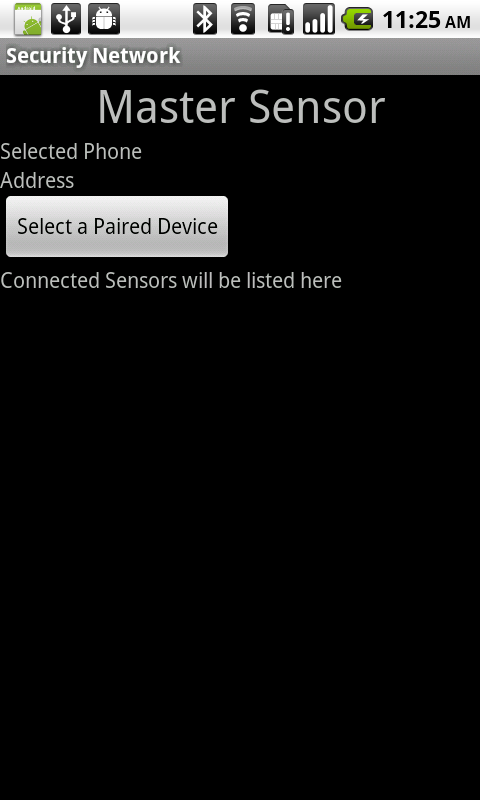 11:25 AM
Security Network
Master Sensor
Selected Phone
Address
Select a Paired Device
Connected Sensors will be listed here